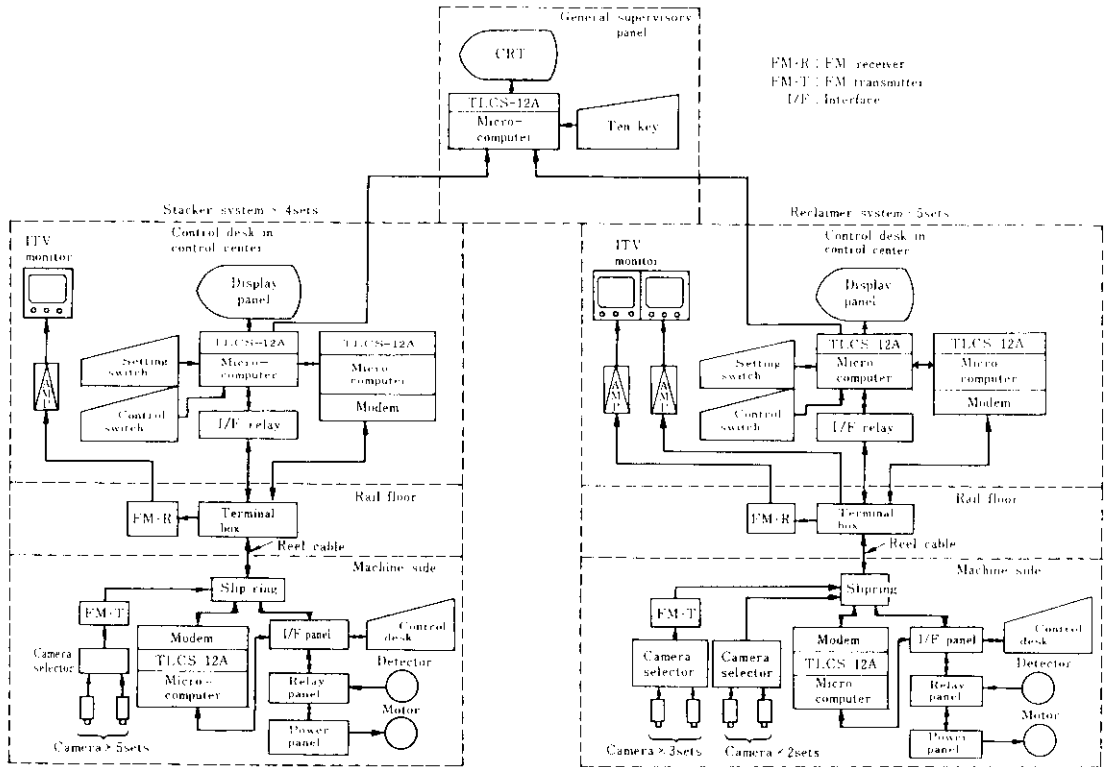 General supervisory
panel
CRT
TLCS-12A
Micro-
computer
Ten key
FM-R : FM receiver
FM-T : FM transmitter
I/F : Interface
Stacker system × 4sets
ITV
monitor
Control desk in
control center
Display
panel
Setting
switch
Control
switch
AMP
TLCS-12A
Micro-
computer
TLCS-12A
Micro
computer
Modem
I/F relay
Rail floor
FM-R
Terminal
box
Reel cable
Machine side
Slip ring
FM-T
Camera
selector
Modem
TLCS 12A
Micro-
computer
I/F panel
Control
desk
Relay
panel
Detector
Power
panel
Motor
Camera × 5sets
Reclaimer system 5sets
ITV
monitor
Control desk in
control center
Display
panel
Setting
switch
Control
switch
AMP
AMP
TLCS 12A
Micro
computer
TLCS 12A
Micro
computer
Modem
I/F relay
Rail floor
FM-R
Terminal
box
Reel cable
Machine side
Slipring
FM-T
Camera
selector
Camera
selector
Modem
TLCS 12A
Micro
computer
I/F panel
Control
desk
Relay
panel
Detector
Power
panel
Motor
Camera × 3sets
Camera × 2sets